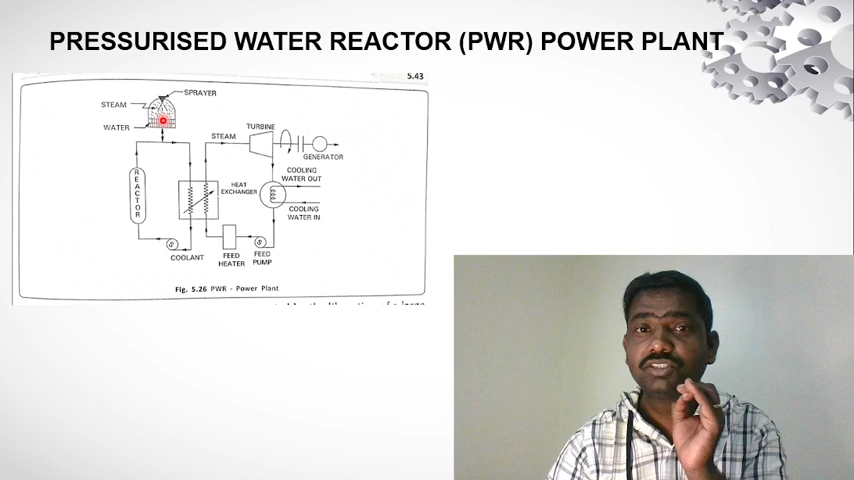 PRESSURISED WATER REACTOR (PWR) POWER PLANT
5.43
SPRAYER
STEAM
WATER
TURBINE
STEAM
GENERATOR
COOLING
WATER OUT
REACTOR
HEAT
EXCHANGER
COOLING
WATER IN
S
S
COOLANT
FEED
HEATER
FEED
PUMP
Fig. 5.26 PWR - Power Plant